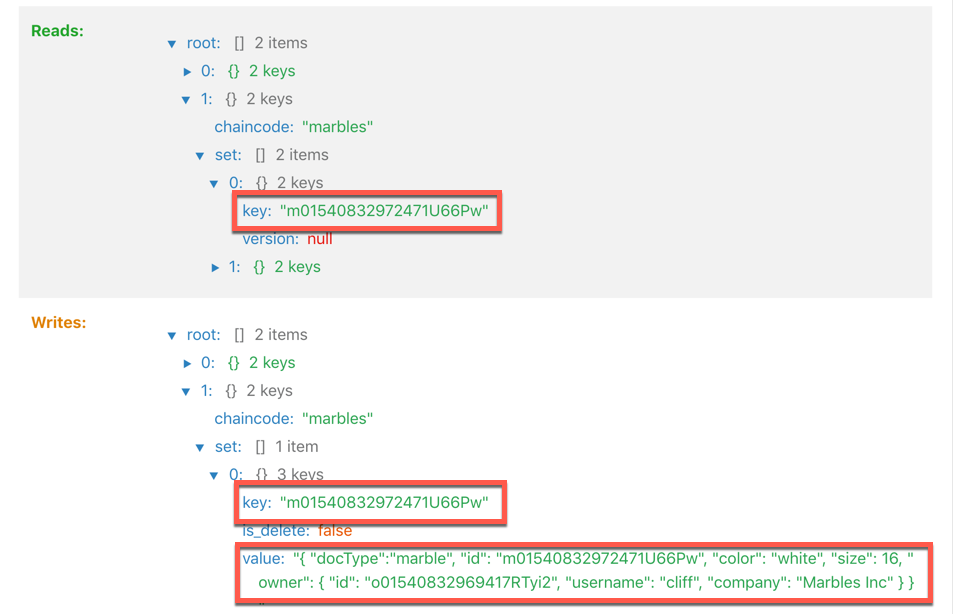 Reads:
root: [] 2 items
0: {} 2 keys
1: {} 2 keys
chaincode: "marbles"
set: [] 2 items
0: {} 2 keys
key: "m01540832972471U66Pw"
version: null
1: {} 2 keys
Writes:
root: [] 2 items
0: {} 2 keys
1: {} 2 keys
chaincode: "marbles"
set: [] 1 item
0: {} 3 keys
key: "m01540832972471U66Pw"
is_delete: false
value: "{ "docType":"marble", "id": "m01540832972471U66Pw", "color": "white", "size": 16, "
owner": { "id": "o01540832969417RTyi2", "username": "cliff", "company": "Marbles Inc" } }
"